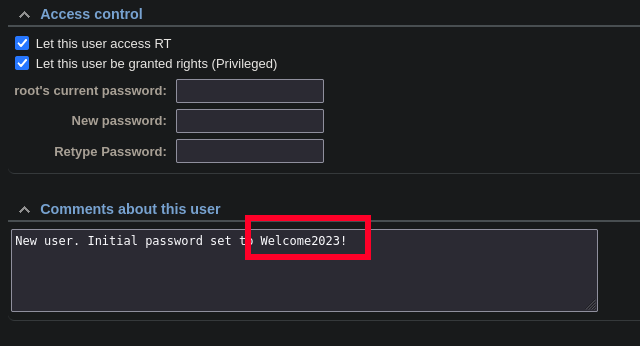 Access control
Let this user access RT
Let this user be granted rights (Privileged)
root's current password:
New password:
Retype Password:
Comments about this user
New user. Initial password set to Welcome2023!